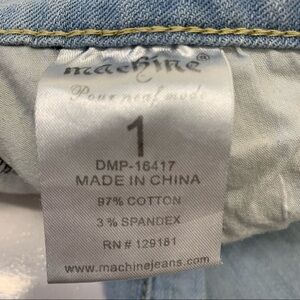 machine®
1
DMP-16417
MADE IN CHINA
97% COTTON
3% SPANDEX
RN # 129181
www.machinejeans.com